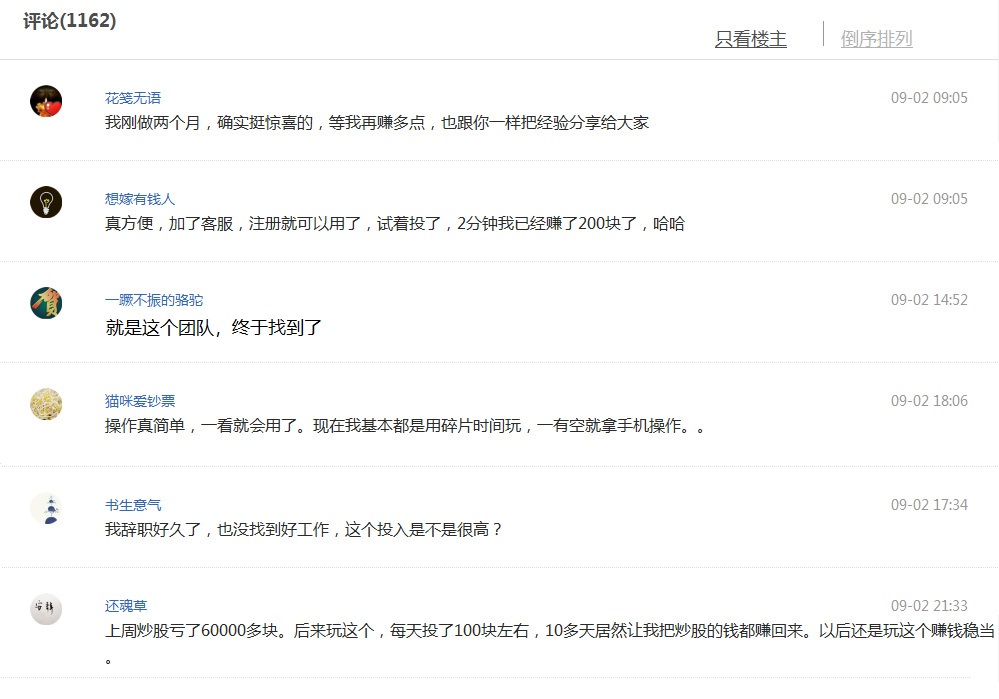 评论(1162)
只看楼主
倒序排列
花笺无语
09-02 09:05
我刚做两个月，确实挺惊喜的，等我再赚多点，也跟你一样把经验分享给大家
想嫁有钱人
09-02 09:05
真方便，加了客服，注册就可以用了，试着投了，2分钟我已经赚了200块了，哈哈
一蹶不振的骆驼
09-02 14:52
就是这个团队，终于找到了
猫咪爱钞票
09-02 18:06
操作真简单，一看就会用了。现在我基本都是用碎片时间玩，一有空就拿手机操作。。
书生意气
09-02 17:34
我辞职好久了，也没找到好工作，这个投入是不是很高？
还魂草
09-02 21:33
上周炒股亏了60000多块。后来玩这个，每天投了100块左右，10多天居然让我把炒股的钱都赚回来。以后还是玩这个赚钱稳当
。